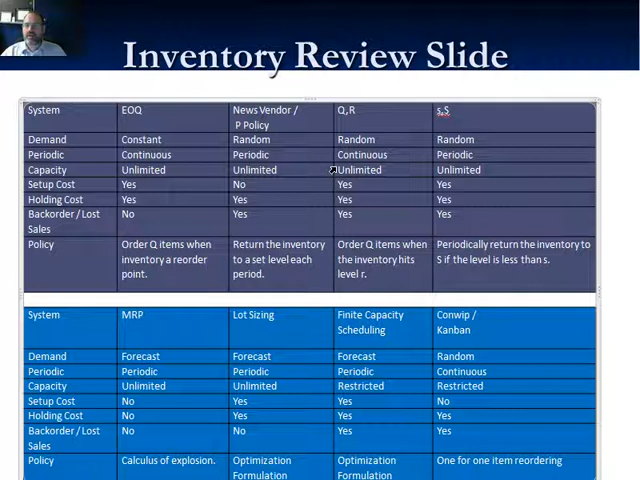 Inventory Review Slide
System EOQ News Vendor / Q,R s,S
P Policy
Demand Constant Random Random Random
Periodic Continuous Periodic Continuous Periodic
Capacity Unlimited Unlimited Unlimited Unlimited
Setup Cost Yes No Yes Yes
Holding Cost Yes Yes Yes Yes
Backorder / Lost No Yes Yes Yes
Sales
Policy Order Q items when Return the inventory Order Q items when Periodically return the inventory to
inventory a reorder to a set level each the inventory hits S if the level is less than s.
point. period. level r.
System MRP Lot Sizing Finite Capacity Conwip /
Scheduling Kanban
Demand Forecast Forecast Forecast Random
Periodic Periodic Periodic Periodic Continuous
Capacity Unlimited Unlimited Restricted Restricted
Setup Cost No Yes Yes No
Holding Cost No Yes Yes Yes
Backorder / Lost No No Yes Yes
Sales
Policy Calculus of explosion. Optimization Optimization One for one item reordering
Formulation Formulation